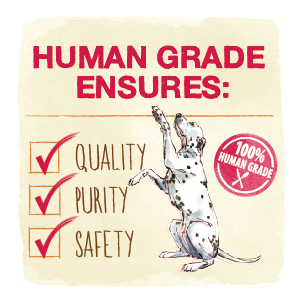 HUMAN GRADE
ENSURES:
QUALITY
PURITY
SAFETY
100%
HUMAN GRADE